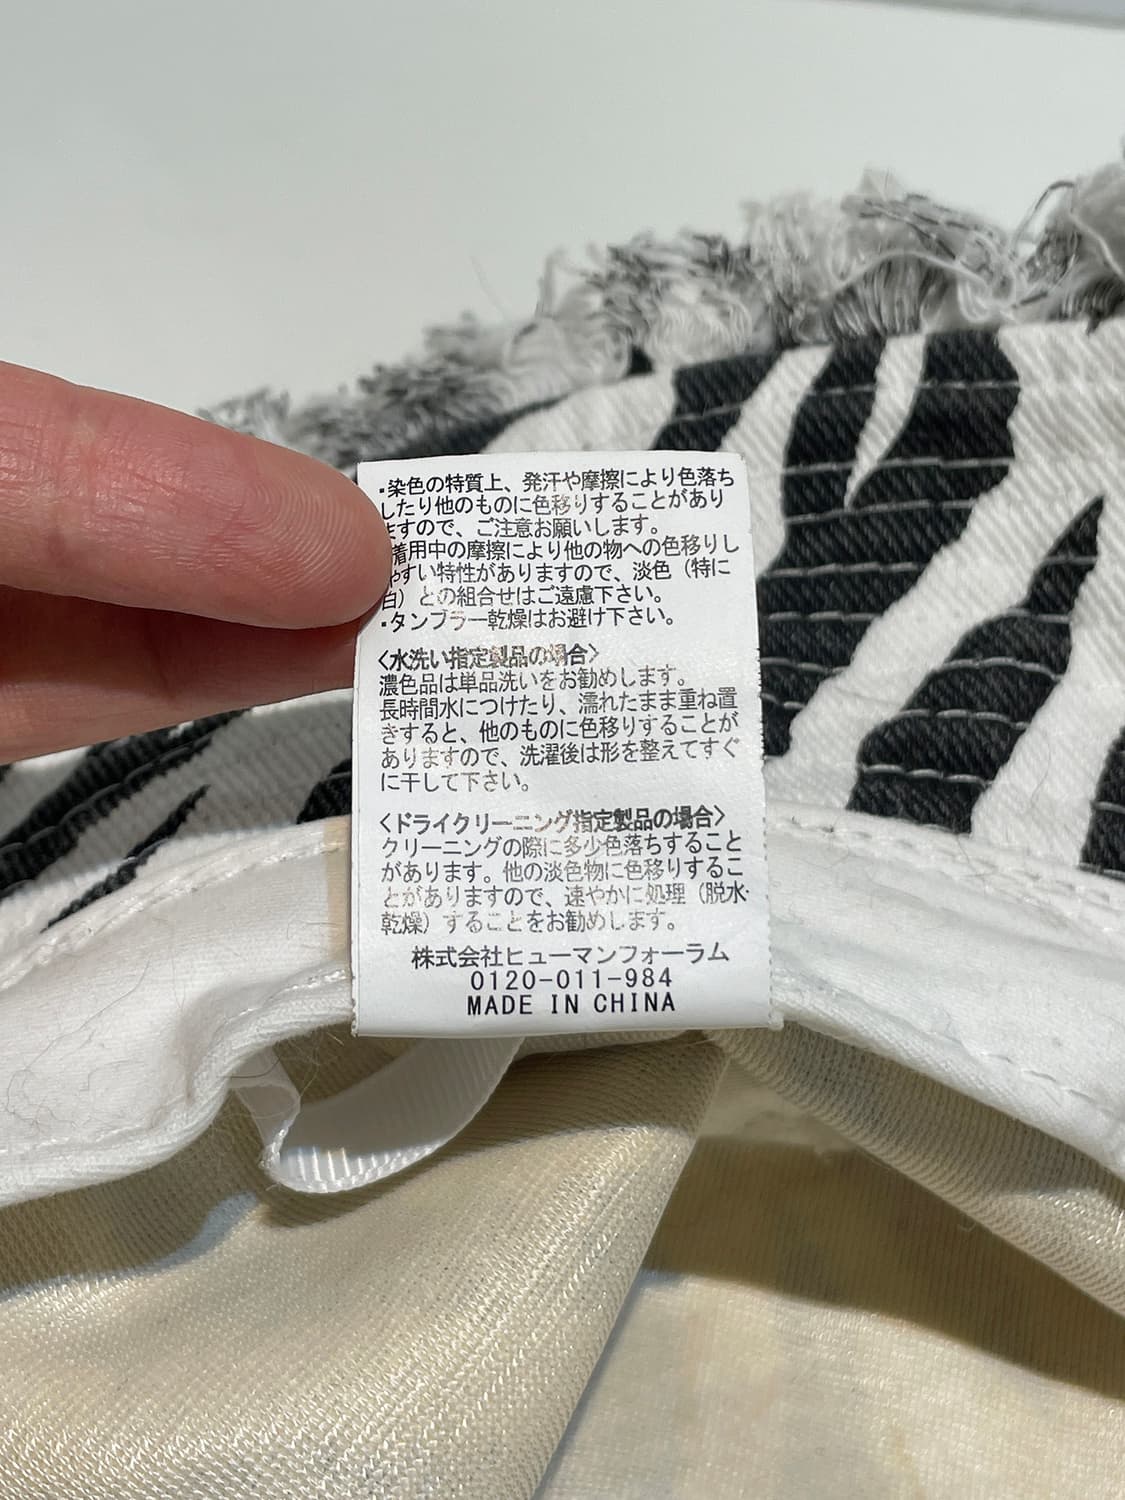 ・染色の特質上、発汗や摩擦により色落ち
したり他のものに色移りすることがあり
ますので、ご注意お願いします。
着用中の摩擦により他の物への色移りし
やすい特性がありますので、淡色（特に
白）との組合せはご遠慮下さい。
・タンブラー乾燥はお避け下さい。
〈水洗い指定製品の場合〉
濃色品は単品洗いをお勧めします。
長時間水につけたり、濡れたまま重ね置
きすると、他のものに色移りすることが
ありますので、洗濯後は形を整えてすぐ
に干して下さい。
〈ドライクリーニング指定製品の場合〉
クリーニングの際に多少色落ちすること
があります。他の淡色物に色移りするこ
とがありますので、速やかに処理（脱水・
乾燥）することをお勧めします。
株式会社ヒューマンフォーラム
0120-011-984
MADE IN CHINA